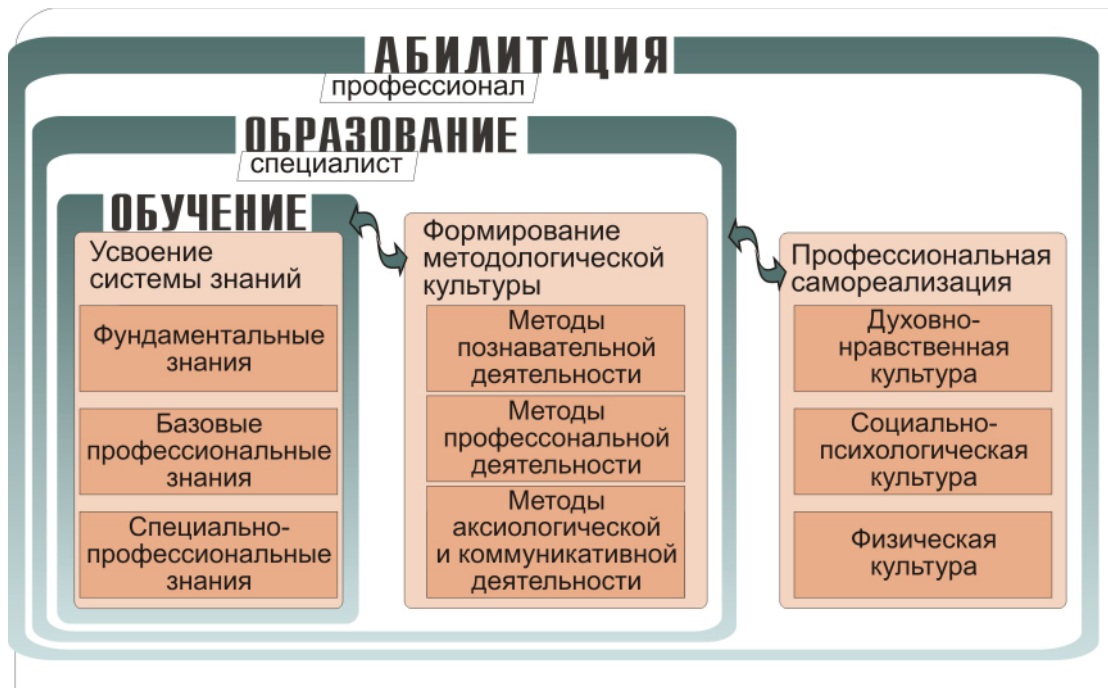 АБИЛИТАЦИЯ
профессионал
ОБРАЗОВАНИЕ
специалист
ОБУЧЕНИЕ
Усвоение
системы знаний
Фундаментальные
знания
Базовые
профессиональные
знания
Специально-
профессиональные
знания
Формирование
методологической
культуры
Методы
познавательной
деятельности
Методы
профессональной
деятельности
Методы
аксиологической
и коммуникативной
деятельности
Профессиональная
самореализация
Духовно-
нравственная
культура
Социально-
психологическая
культура
Физическая
культура